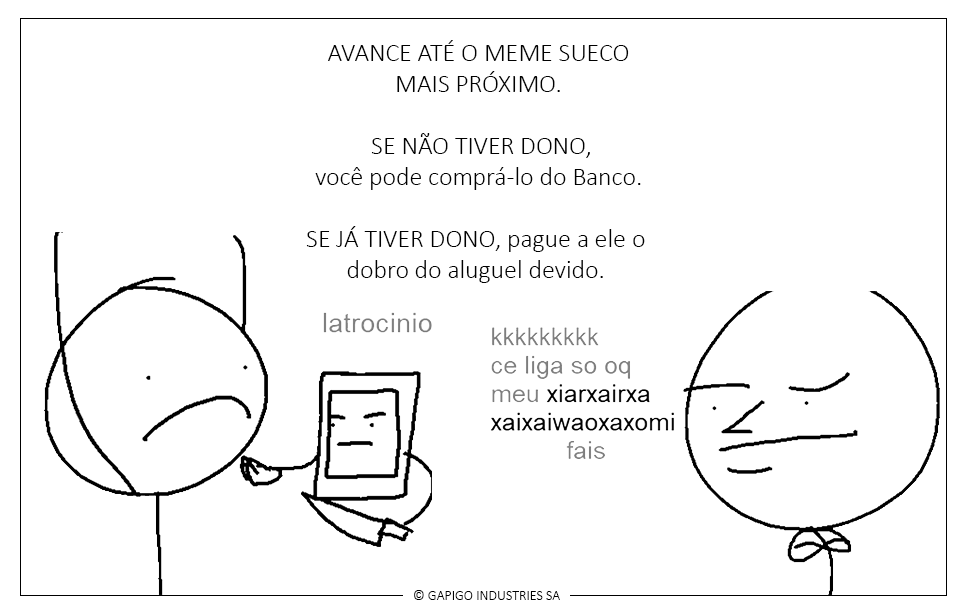 AVANCE ATÉ O MEME SUECO
MAIS PRÓXIMO.
SE NÃO TIVER DONO,
você pode comprá-lo do Banco.
SE JÁ TIVER DONO, pague a ele o
dobro do aluguel devido.
latrocinio
kkkkkkkkk
ce liga so oq
meu xiarxairxa
xaixaiwaoxaxomi
fais
© GAPIGO INDUSTRIES SA